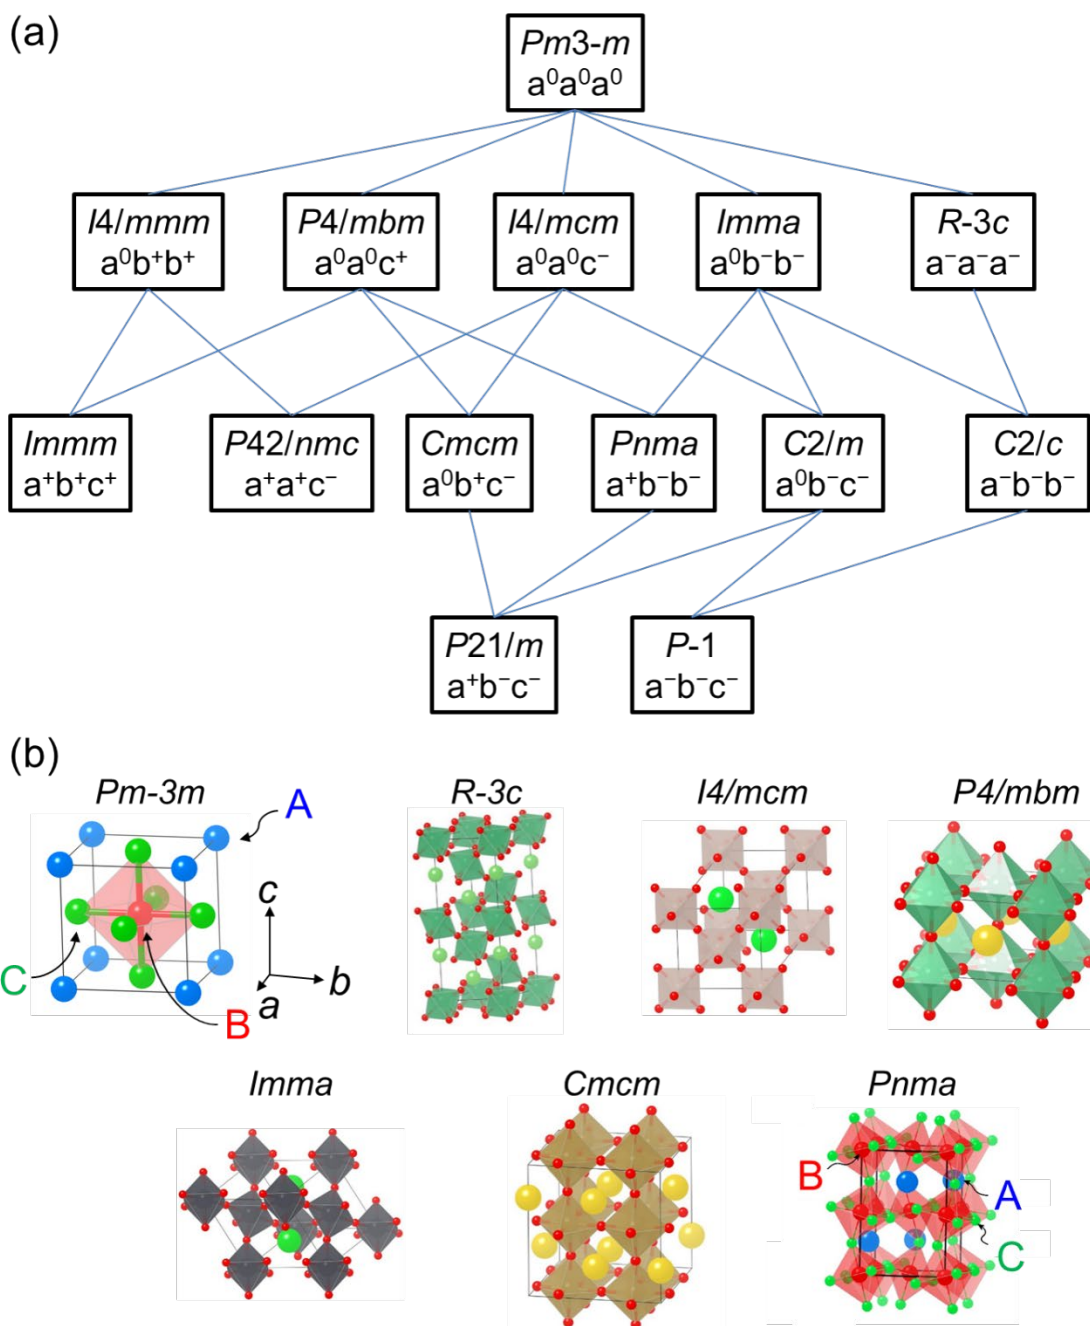 (a)
Pm3-m
a⁰a⁰a⁰
I4/mmm
a⁰b⁺b⁺
P4/mbm
a⁰a⁰c⁺
I4/mcm
a⁰a⁰c⁻
Imma
a⁰b⁻b⁻
R-3c
a⁻a⁻a⁻
Immm
a⁺b⁺c⁺
P42/nmc
a⁺a⁺c⁻
Cmcm
a⁰b⁺c⁻
Pnma
a⁺b⁻b⁻
C2/m
a⁰b⁻c⁻
C2/c
a⁻b⁻b⁻
P21/m
a⁺b⁻c⁻
P-1
a⁻b⁻c⁻
(b)
Pm-3m
R-3c
I4/mcm
P4/mbm
A
c
b
a
C
B
Imma
Cmcm
Pnma
B
A
C